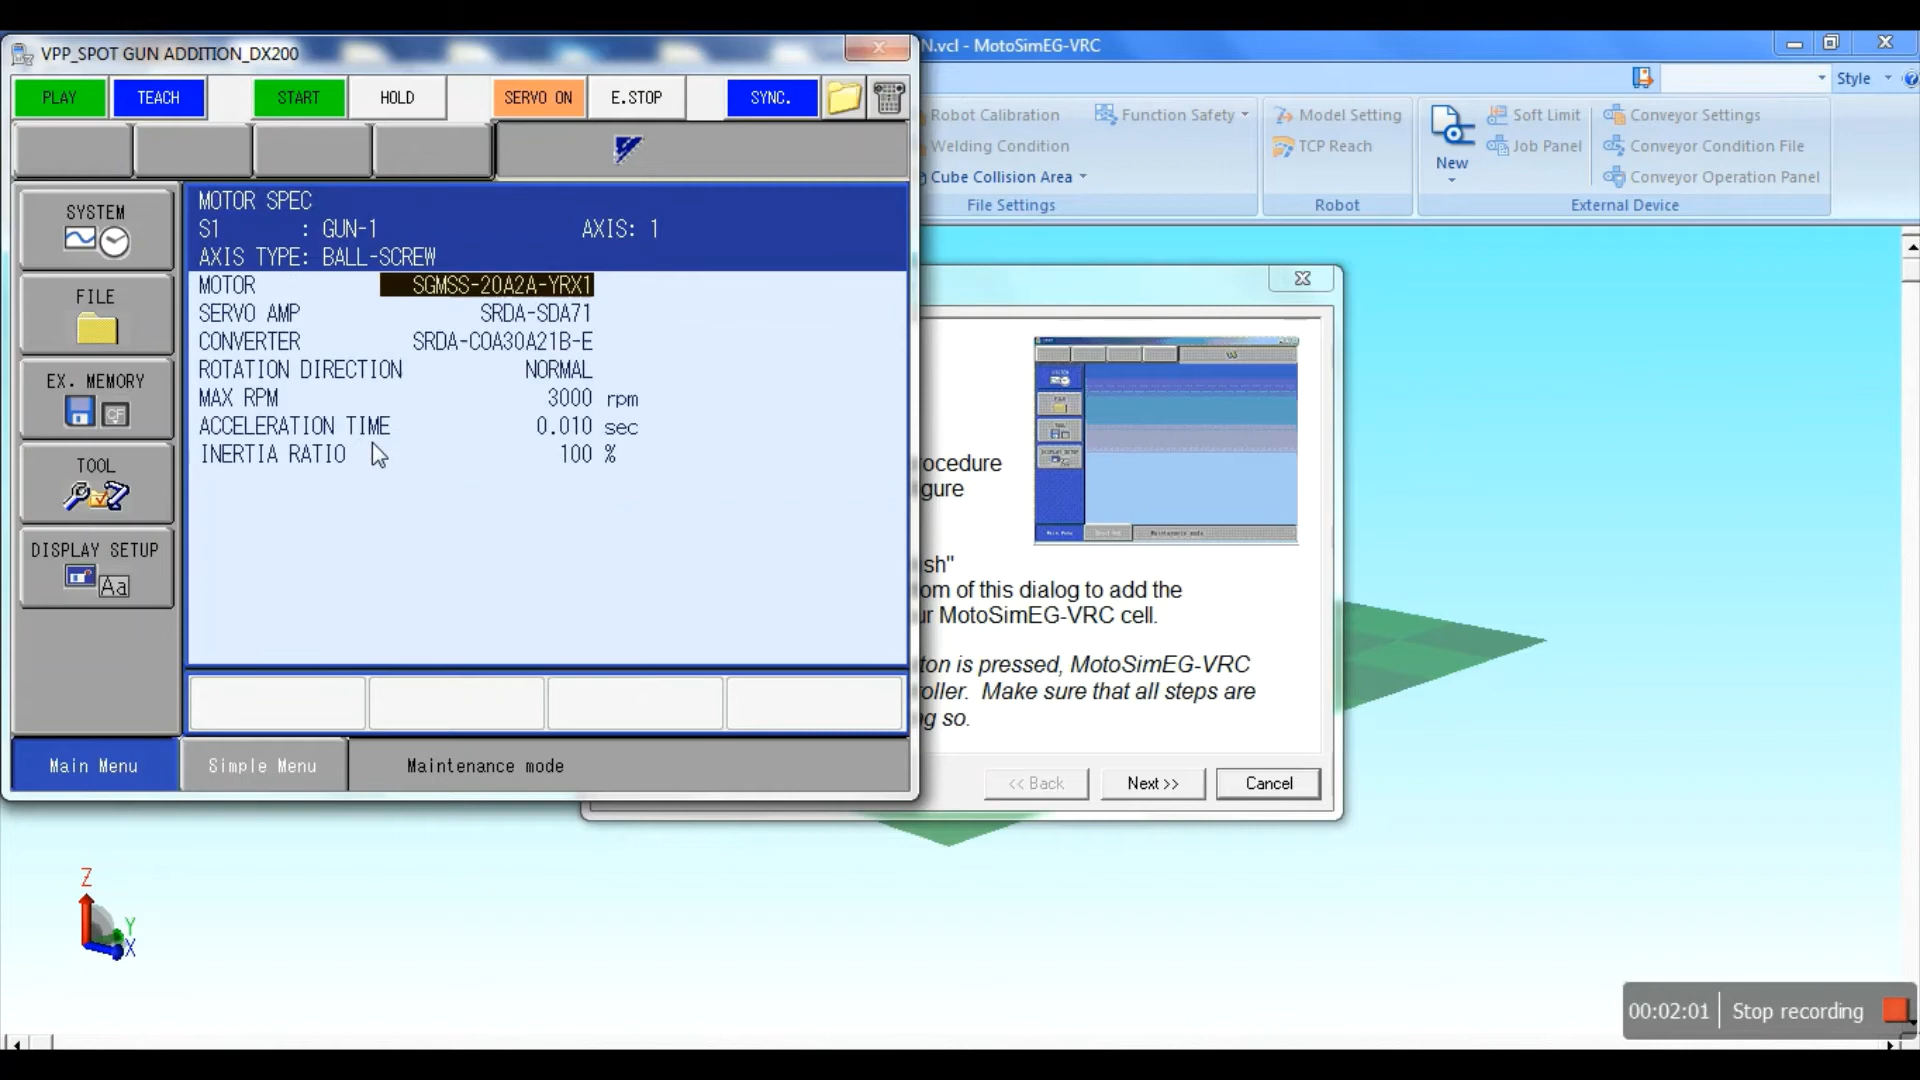 VPP_SPOT GUN ADDITION_DX200
N.vcl - MotoSimEG-VRC
PLAY TEACH START HOLD SERVO ON E.STOP SYNC.
Style
Robot Calibration
Function Safety
Welding Condition
Cube Collision Area
File Settings
Model Setting
TCP Reach
Robot
New
Soft Limit
Job Panel
Conveyor Settings
Conveyor Condition File
Conveyor Operation Panel
External Device
SYSTEM
FILE
EX. MEMORY
CF
TOOL
DISPLAY SETUP
Aa
MOTOR SPEC
S1 : GUN-1 AXIS: 1
AXIS TYPE: BALL-SCREW
MOTOR SGMSS-20A2A-YRX1
SERVO AMP SRDA-SDA71
CONVERTER SRDA-COA30A21B-E
ROTATION DIRECTION NORMAL
MAX RPM 3000 rpm
ACCELERATION TIME 0.010 sec
INERTIA RATIO 100 %
Main Menu
Simple Menu
Maintenance mode
ocedure
gure
sh"
om of this dialog to add the
ur MotoSimEG-VRC cell.
ton is pressed, MotoSimEG-VRC
oller. Make sure that all steps are
g so.
<< Back
Next >>
Cancel
Z
Y
X
00:02:01 Stop recording